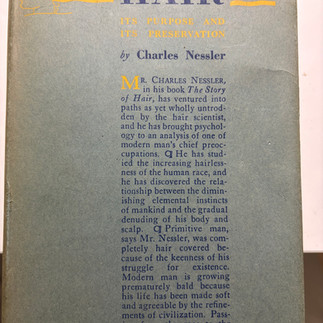 HAIR
ITS PURPOSE AND
ITS PRESERVATION
by Charles Nessler
MR. CHARLES NESSLER,
in his book The Story
of Hair, has ventured into
paths as yet wholly untrod-
den by the hair scientist,
and he has brought psychol-
ogy to an analysis of one of
modern man's chief preoc-
cupations. ¶ He has stud-
ied the increasing hairless-
ness of the human race, and
he has discovered the rela-
tionship between the dimin-
ishing elemental instincts
of mankind and the gradual
denuding of his body and
scalp. ¶ Primitive man,
says Mr. Nessler, was com-
pletely hair covered be-
cause of the keenness of his
struggle for existence.
Modern man is growing
prematurely bald because
his life has been made soft
and agreeable by the refine-
ments of civilization. Pass-